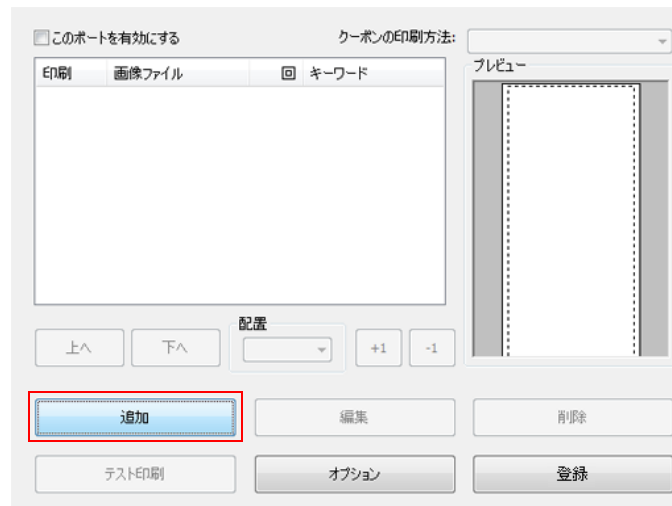 このポートを有効にする
クーポンの印刷方法:
印刷 画像ファイル 回 キーワード
プレビュー
配置
上へ 下へ +1 -1
追加 編集 削除
テスト印刷 オプション 登録